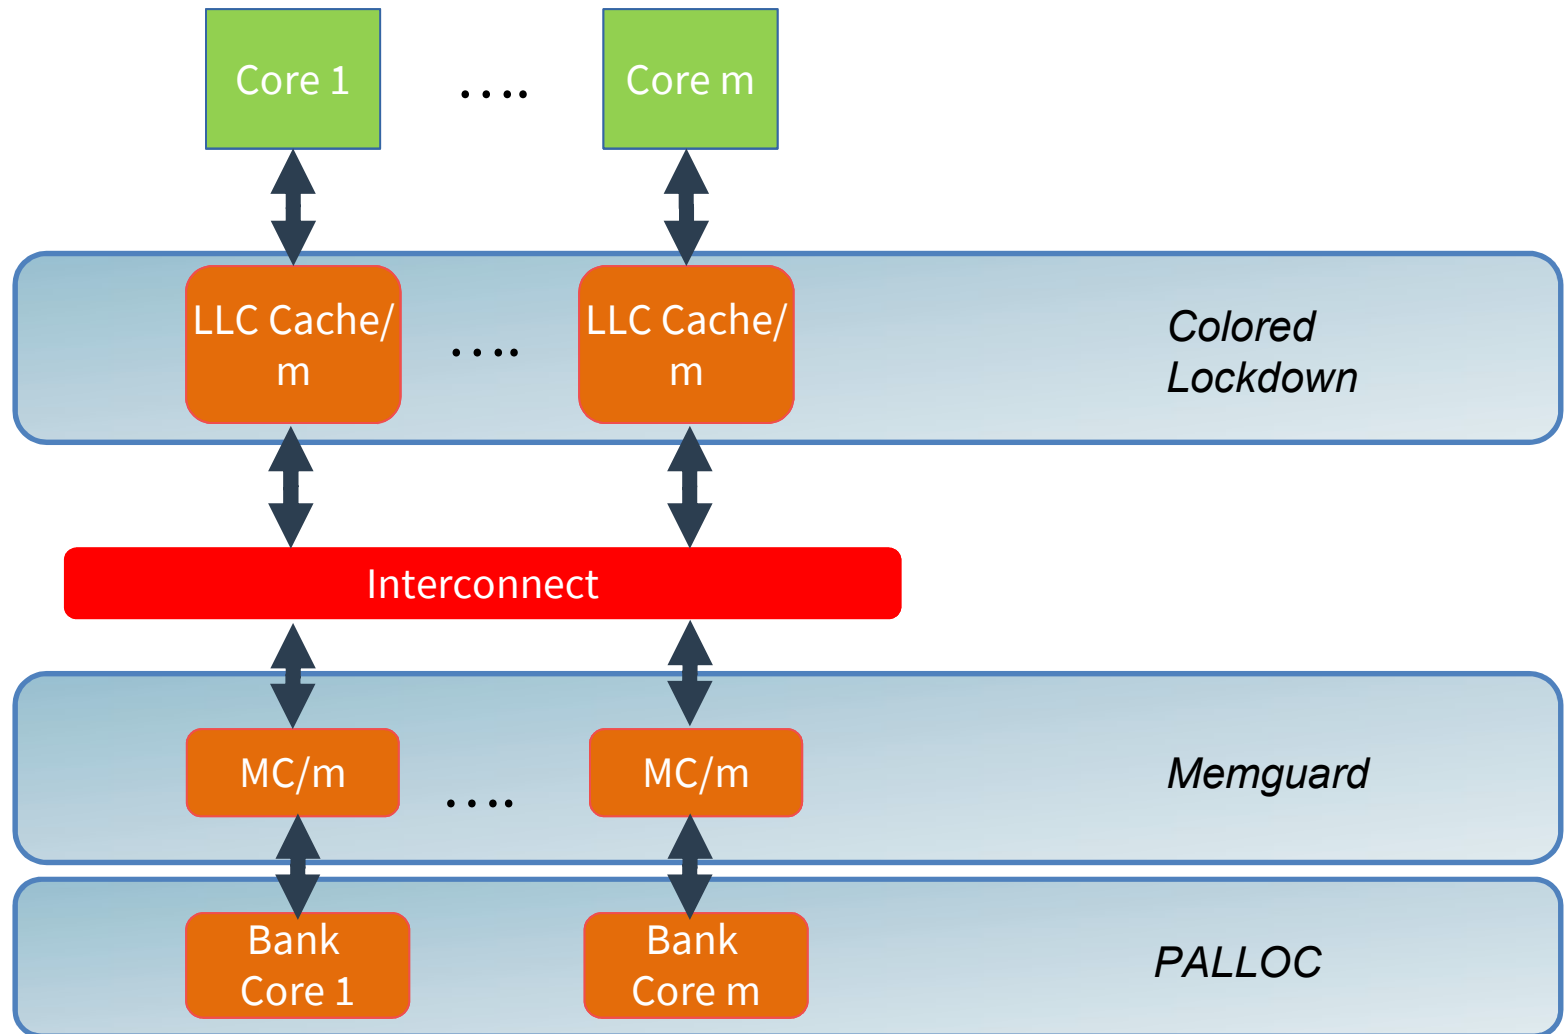 Core 1
....
Core m
LLC Cache/
m
....
LLC Cache/
m
Colored
Lockdown
Interconnect
MC/m
....
MC/m
Memguard
Bank
Core 1
Bank
Core m
PALLOC